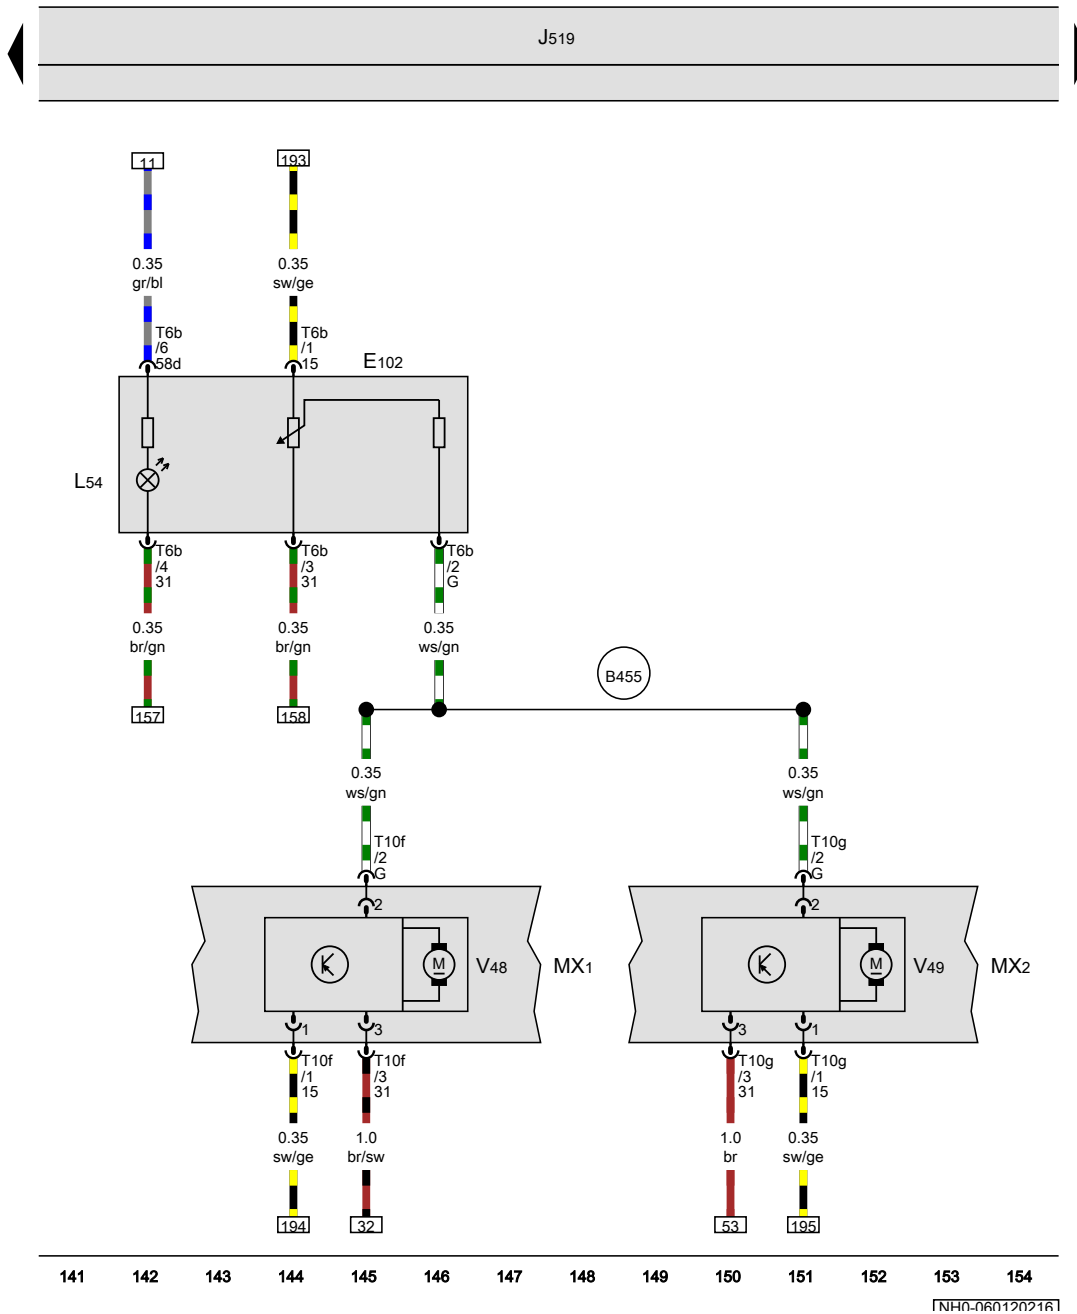 J519
11
193
0.35
gr/bl
0.35
sw/ge
T6b
/6
58d
T6b
/1
15
E102
L54
T6b
/4
31
T6b
/3
31
T6b
/2
G
0.35
br/gn
0.35
br/gn
0.35
ws/gn
B455
157
158
0.35
ws/gn
0.35
ws/gn
T10f
/2
G
T10g
/2
G
2
2
M
V48
MX1
M
V49
MX2
1
3
3
1
T10f
/1
15
T10f
/3
31
T10g
/3
31
T10g
/1
15
0.35
sw/ge
1.0
br/sw
1.0
br
0.35
sw/ge
194
32
53
195
141 142 143 144 145 146 147 148 149 150 151 152 153 154
NH0-060120216